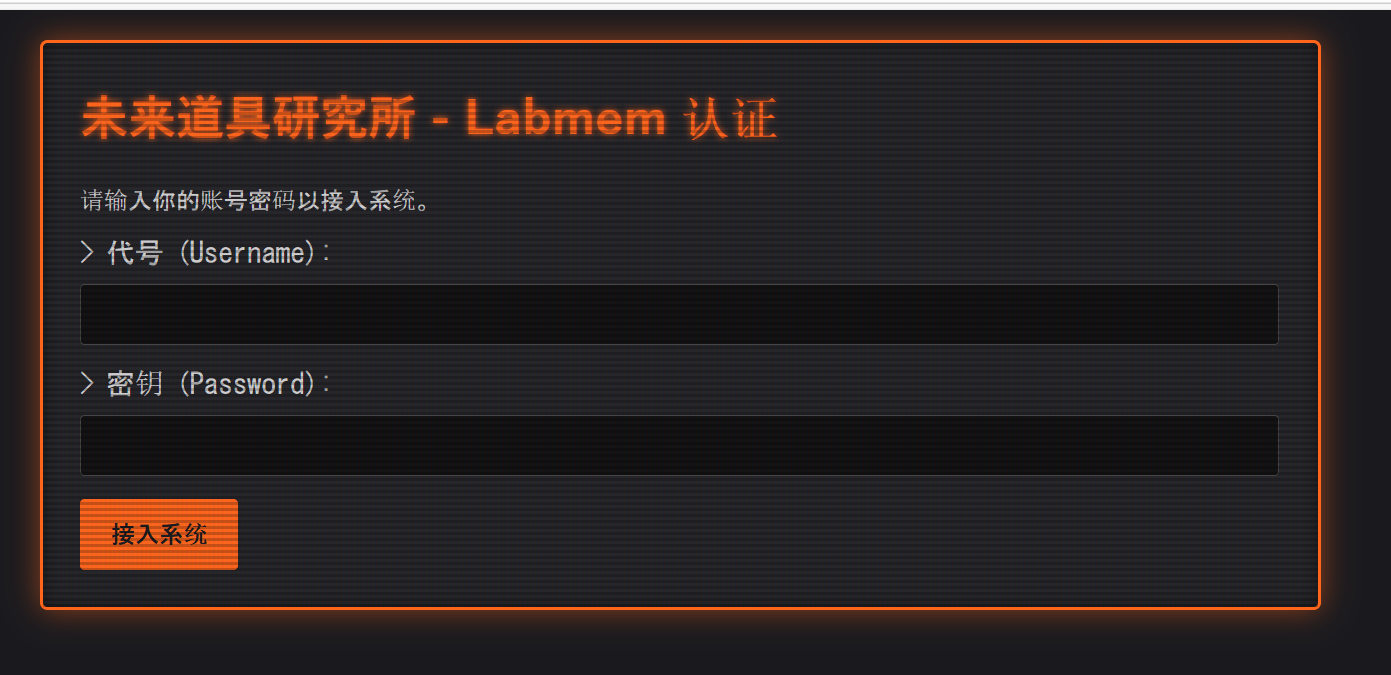 未来道具研究所 - Labmem 认证
请输入你的账号密码以接入系统。
> 代号 (Username):
> 密钥 (Password):
接入系统